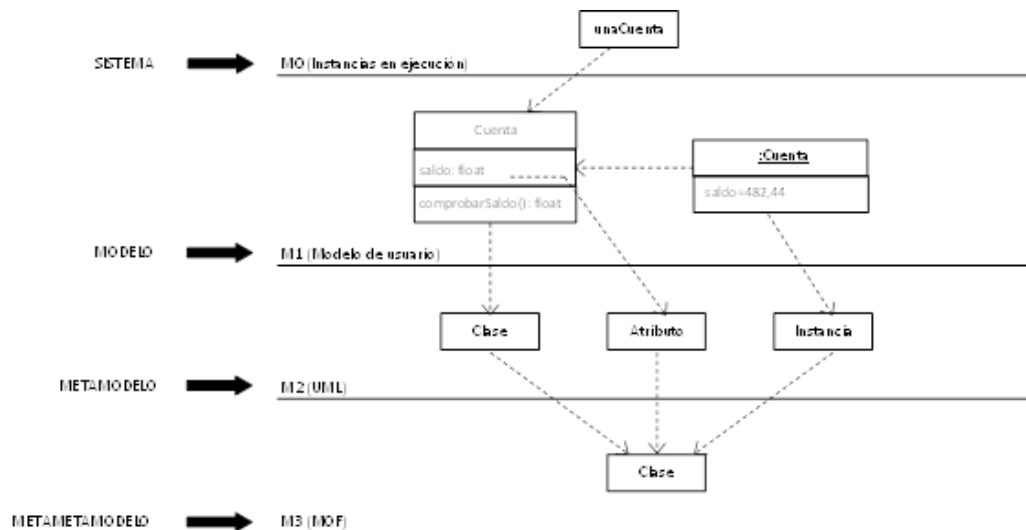 unaCuenta
SISTEMA
M0 (Instancias en ejecución)
Cuenta
saldo: float
comprobarSaldo(): float
:Cuenta
saldo=482,44
MODELO
M1 (Modelo de usuario)
Clase
Atributo
Instancia
METAMODELO
M2 (UML)
Clase
METAMETAMODELO
M3 (MOF)